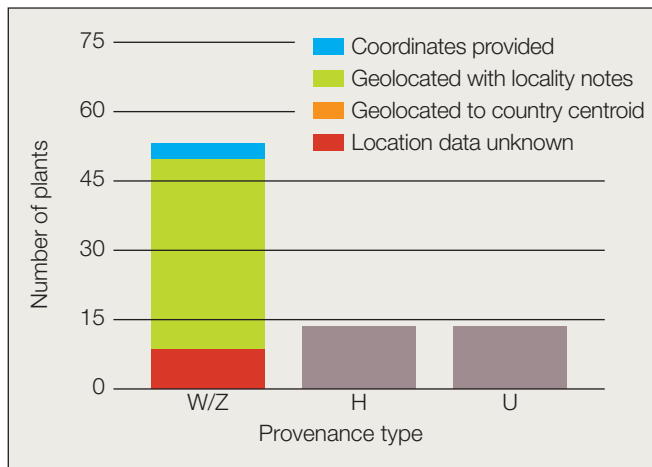 75
60
45
30
15
0
Number of plants
Coordinates provided
Geolocated with locality notes
Geolocated to country centroid
Location data unknown
W/Z H U
Provenance type